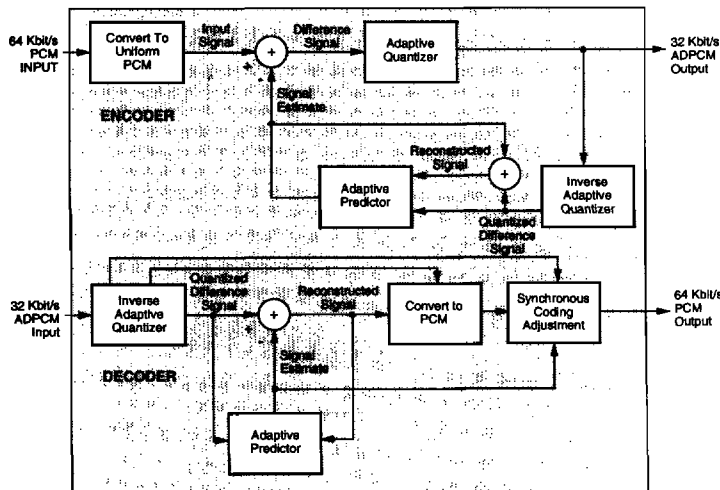 64 Kbit/s
PCM
INPUT
Convert To
Uniform
PCM
Input
Signal
+
-
+
Difference
Signal
Adaptive
Quantizer
32 Kbit/s
ADPCM
Output
ENCODER
Signal
Estimate
Adaptive
Predictor
Reconstructed
Signal
+
Inverse
Adaptive
Quantizer
Quantized
Difference
Signal
32 Kbit/s
ADPCM
Input
Inverse
Adaptive
Quantizer
Quantized
Difference
Signal
+
Reconstructed
Signal
Convert to
PCM
Synchronous
Coding
Adjustment
64 Kbit/s
PCM
Output
DECODER
Signal
Estimate
Adaptive
Predictor